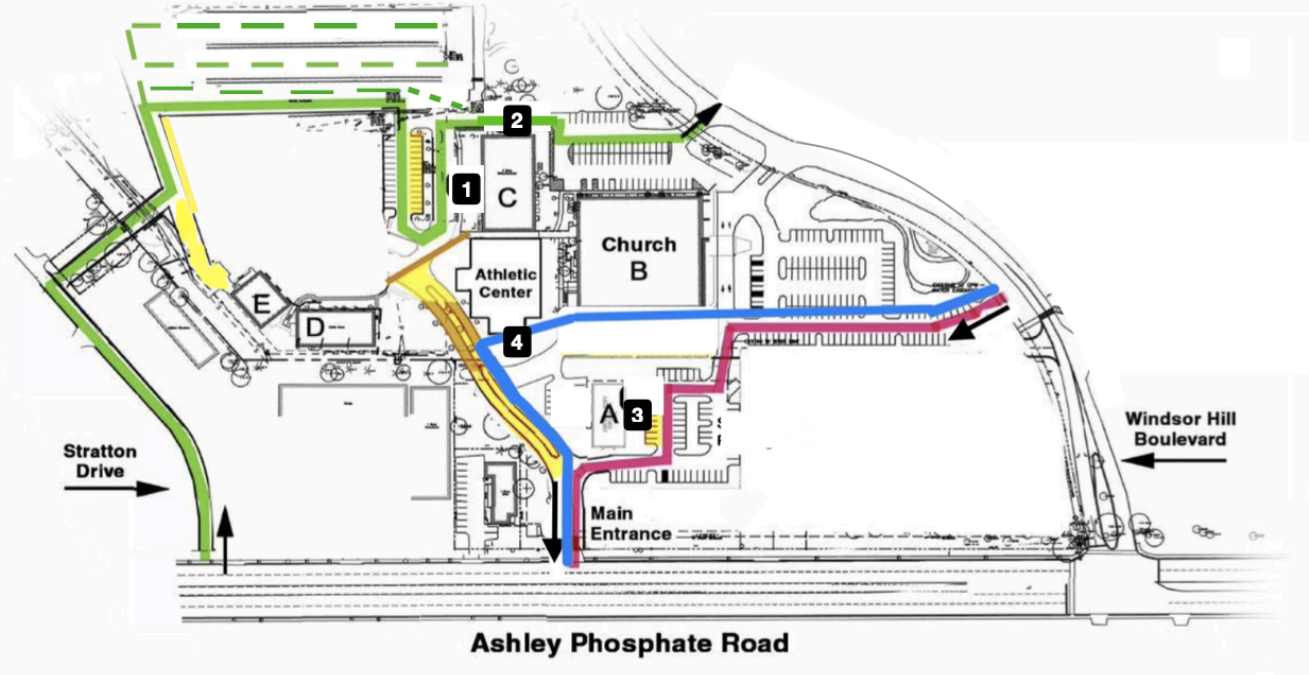 2
1
C
Church
B
Athletic
Center
E
D
4
A
3
Stratton
Drive
Windsor Hill
Boulevard
Main
Entrance
Ashley Phosphate Road